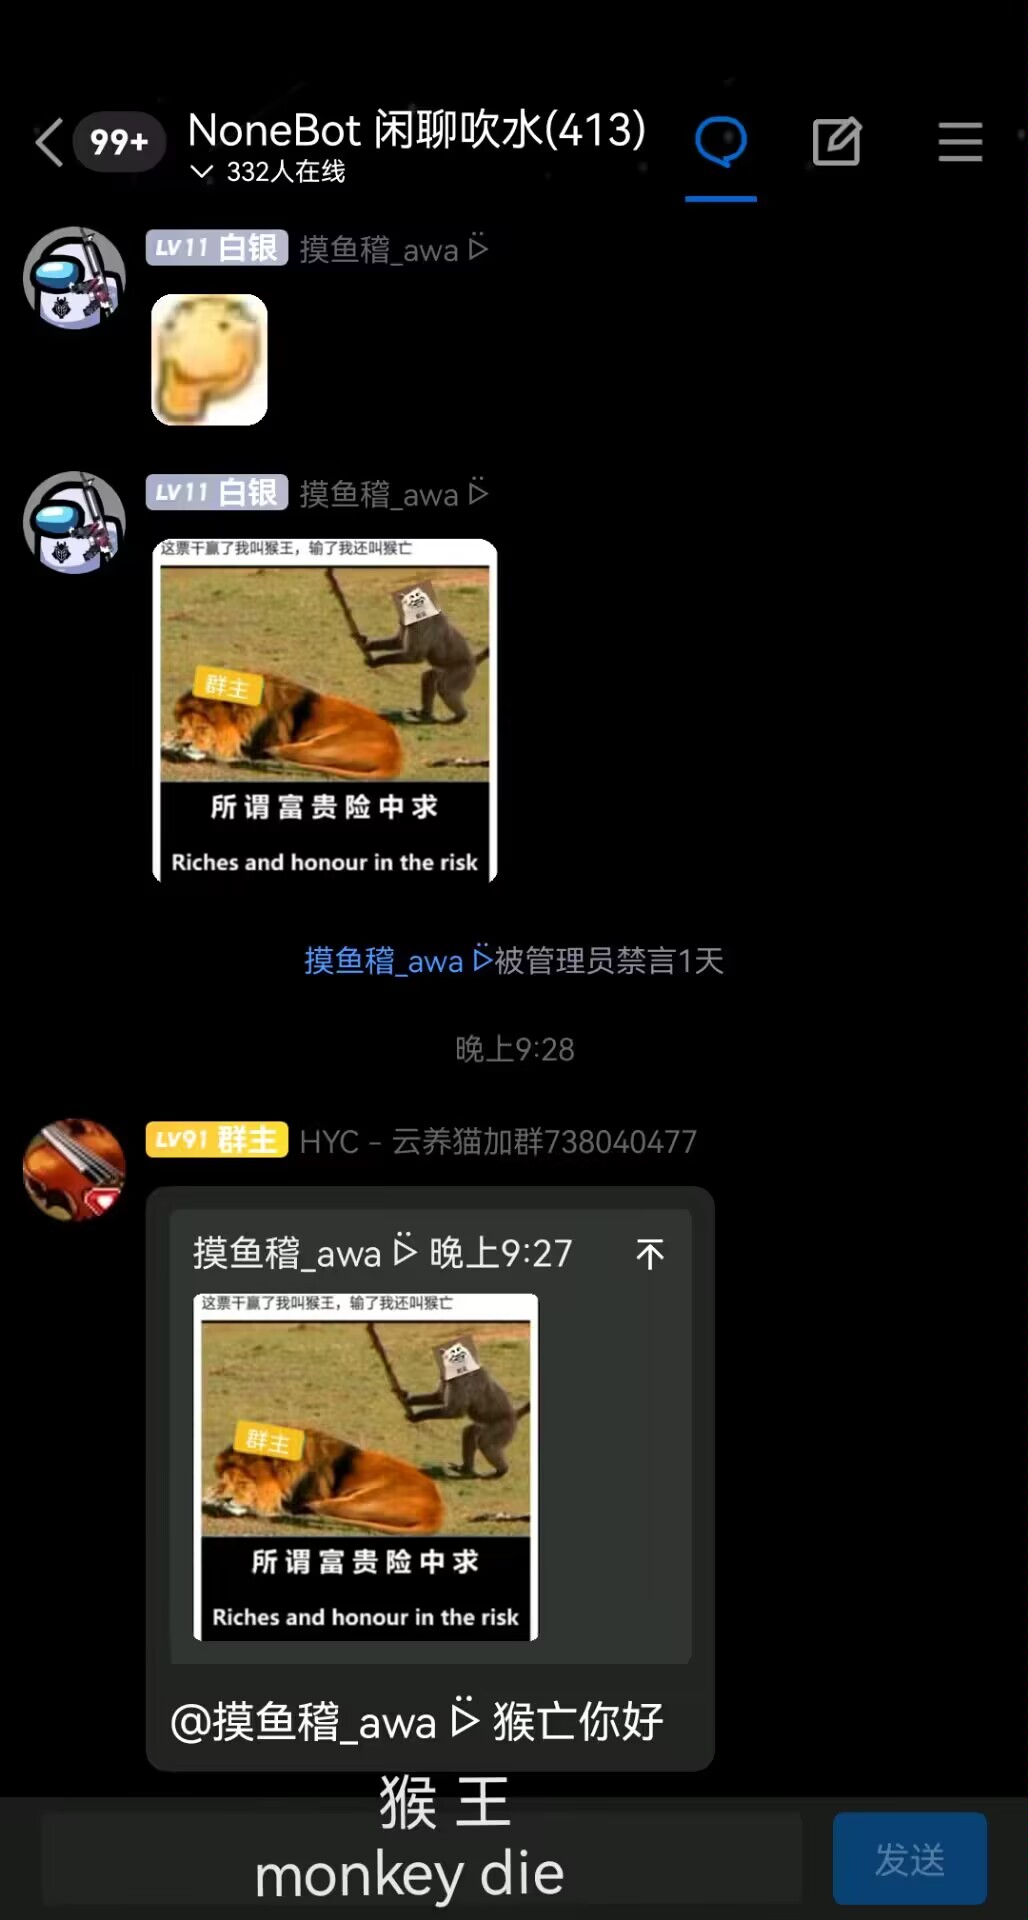 99+
NoneBot 闲聊吹水(413)
332人在线
LV11 白银 摸鱼稽_awa
LV11 白银 摸鱼稽_awa
这票干赢了我叫猴王，输了我还叫猴亡
群主
所谓富贵险中求
Riches and honour in the risk
摸鱼稽_awa 被管理员禁言1天
晚上9:28
LV91 群主 HYC - 云养猫加群738040477
摸鱼稽_awa 晚上9:27
这票干赢了我叫猴王，输了我还叫猴亡
群主
所谓富贵险中求
Riches and honour in the risk
@摸鱼稽_awa 猴亡你好
猴 王
monkey die
发送